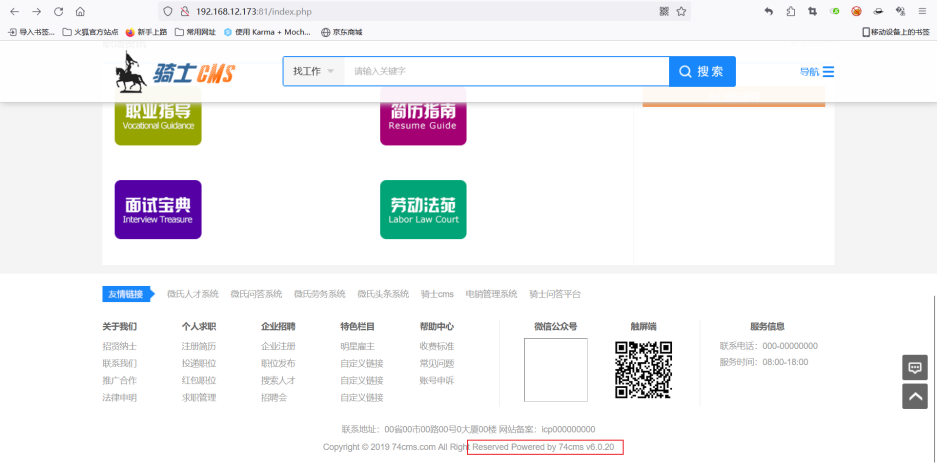 192.168.12.173:81/index.php
导入书签... 火狐官方站点 新手上路 常用网址 使用 Karma + Moch... 京东商城 移动设备上的书签
骑士CMS 找工作 请输入关键字 搜 索 导航
职业指导 简历指南
Vocational Guidance Resume Guide
面试宝典 劳动法苑
Interview Treasure Labor Law Court
友情链接 微氏人才系统 微氏问答系统 微氏劳务系统 微氏头条系统 骑士cms 电销管理系统 骑士问答平台
关于我们 个人求职 企业招聘 特色栏目 帮助中心 微信公众号 触屏端 服务信息
招贤纳士 注册简历 企业注册 明星雇主 收费标准 联系电话：000-00000000
联系我们 投递职位 职位发布 自定义链接 常见问题 服务时间：08:00-18:00
推广合作 红包职位 搜索人才 自定义链接 账号申诉
法律申明 求职管理 招聘会 自定义链接
联系地址：00省00市00路00号0大厦00楼 网站备案：icp000000000
Copyright © 2019 74cms.com All Right Reserved Powered by 74cms v6.0.20